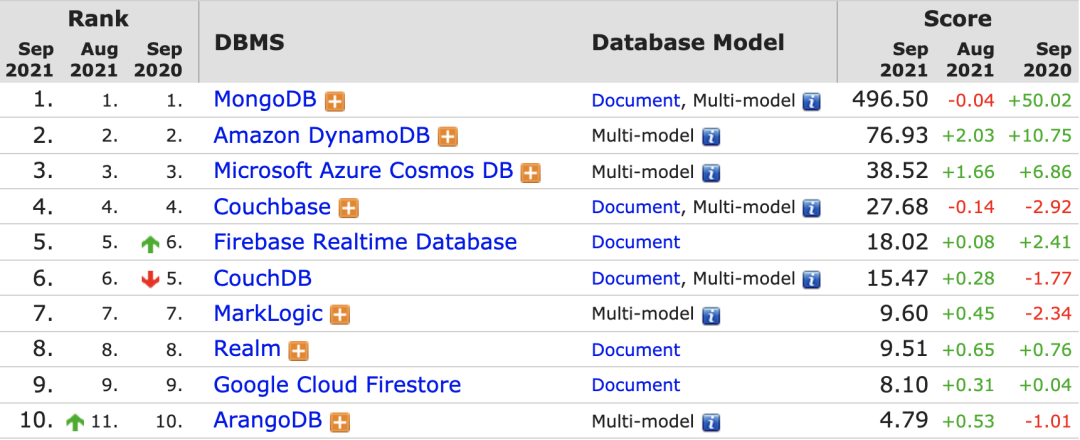 Rank Score
Sep 2021 Aug 2021 Sep 2020 DBMS Database Model Sep 2021 Aug 2021 Sep 2020
1. 1. 1. MongoDB Document, Multi-model 496.50 -0.04 +50.02
2. 2. 2. Amazon DynamoDB Multi-model 76.93 +2.03 +10.75
3. 3. 3. Microsoft Azure Cosmos DB Multi-model 38.52 +1.66 +6.86
4. 4. 4. Couchbase Document, Multi-model 27.68 -0.14 -2.92
5. 5. 6. Firebase Realtime Database Document 18.02 +0.08 +2.41
6. 6. 5. CouchDB Document, Multi-model 15.47 +0.28 -1.77
7. 7. 7. MarkLogic Multi-model 9.60 +0.45 -2.34
8. 8. 8. Realm Document 9.51 +0.65 +0.76
9. 9. 9. Google Cloud Firestore Document 8.10 +0.31 +0.04
10. 11. 10. ArangoDB Multi-model 4.79 +0.53 -1.01